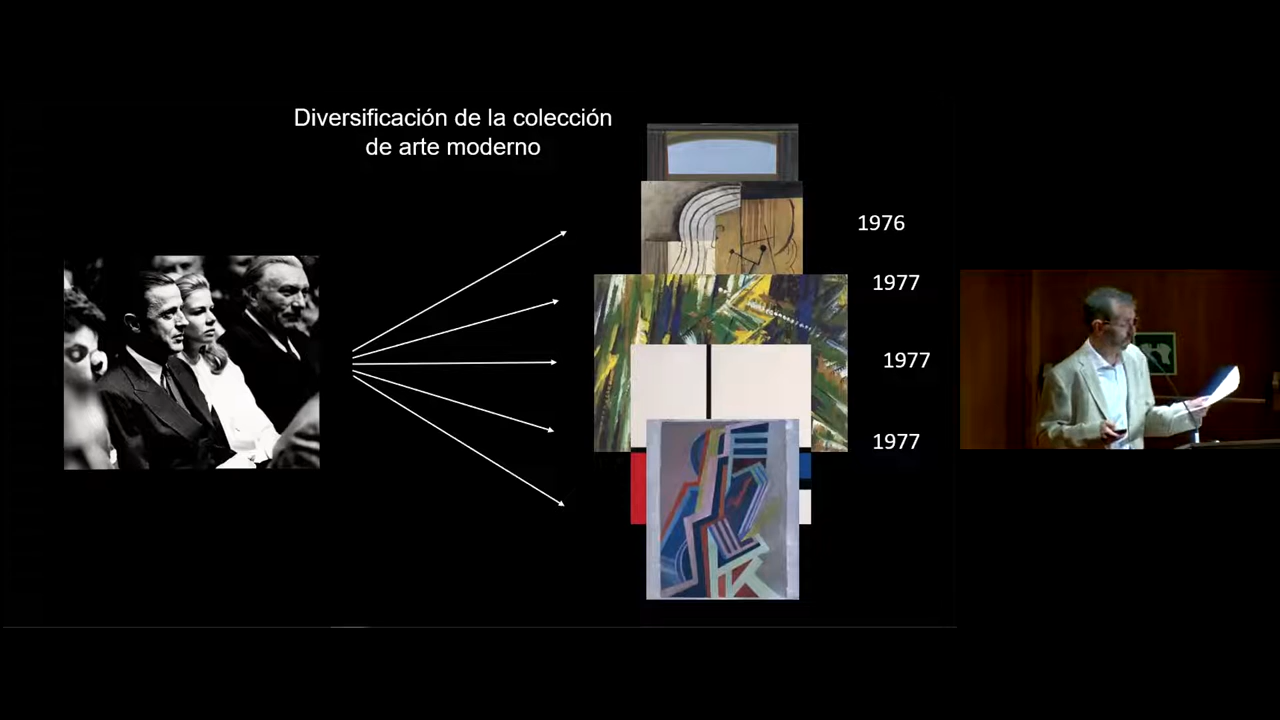 Diversificación de la colección
de arte moderno
1976
1977
1977
1977